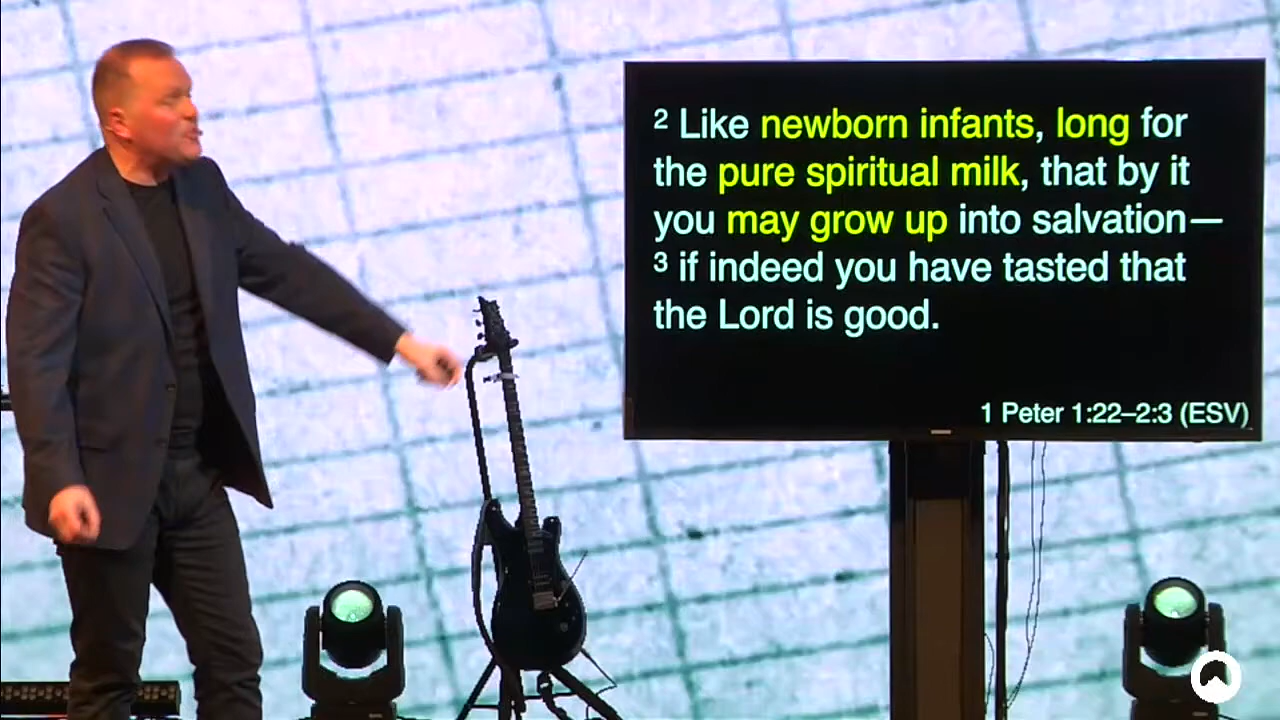 ² Like newborn infants, long for
the pure spiritual milk, that by it
you may grow up into salvation—
³ if indeed you have tasted that
the Lord is good.
1 Peter 1:22–2:3 (ESV)